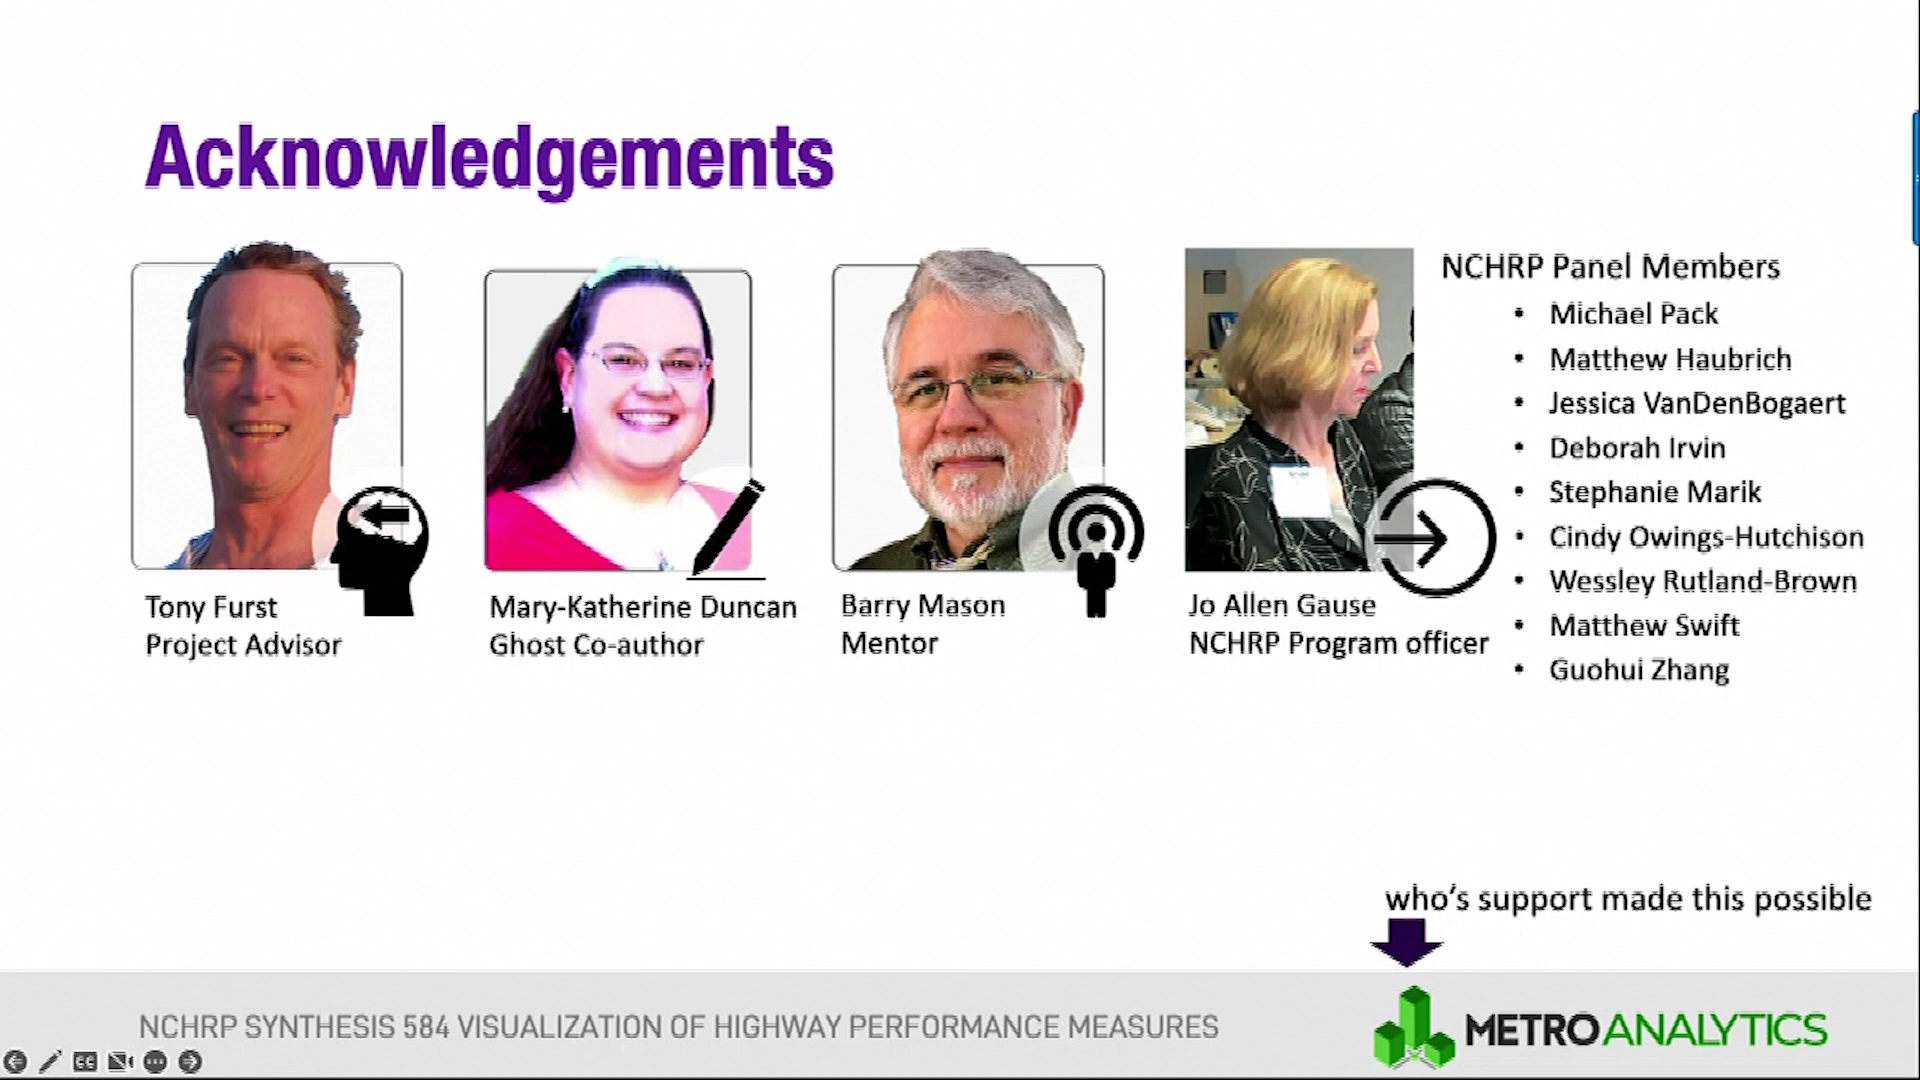 Acknowledgements
Tony Furst
Project Advisor
Mary-Katherine Duncan
Ghost Co-author
Barry Mason
Mentor
Jo Allen Gause
NCHRP Program officer
NCHRP Panel Members
• Michael Pack
• Matthew Haubrich
• Jessica VanDenBogaert
• Deborah Irvin
• Stephanie Marik
• Cindy Owings-Hutchison
• Wessley Rutland-Brown
• Matthew Swift
• Guohui Zhang
who's support made this possible
NCHRP SYNTHESIS 584 VISUALIZATION OF HIGHWAY PERFORMANCE MEASURES
METROANALYTICS
CC